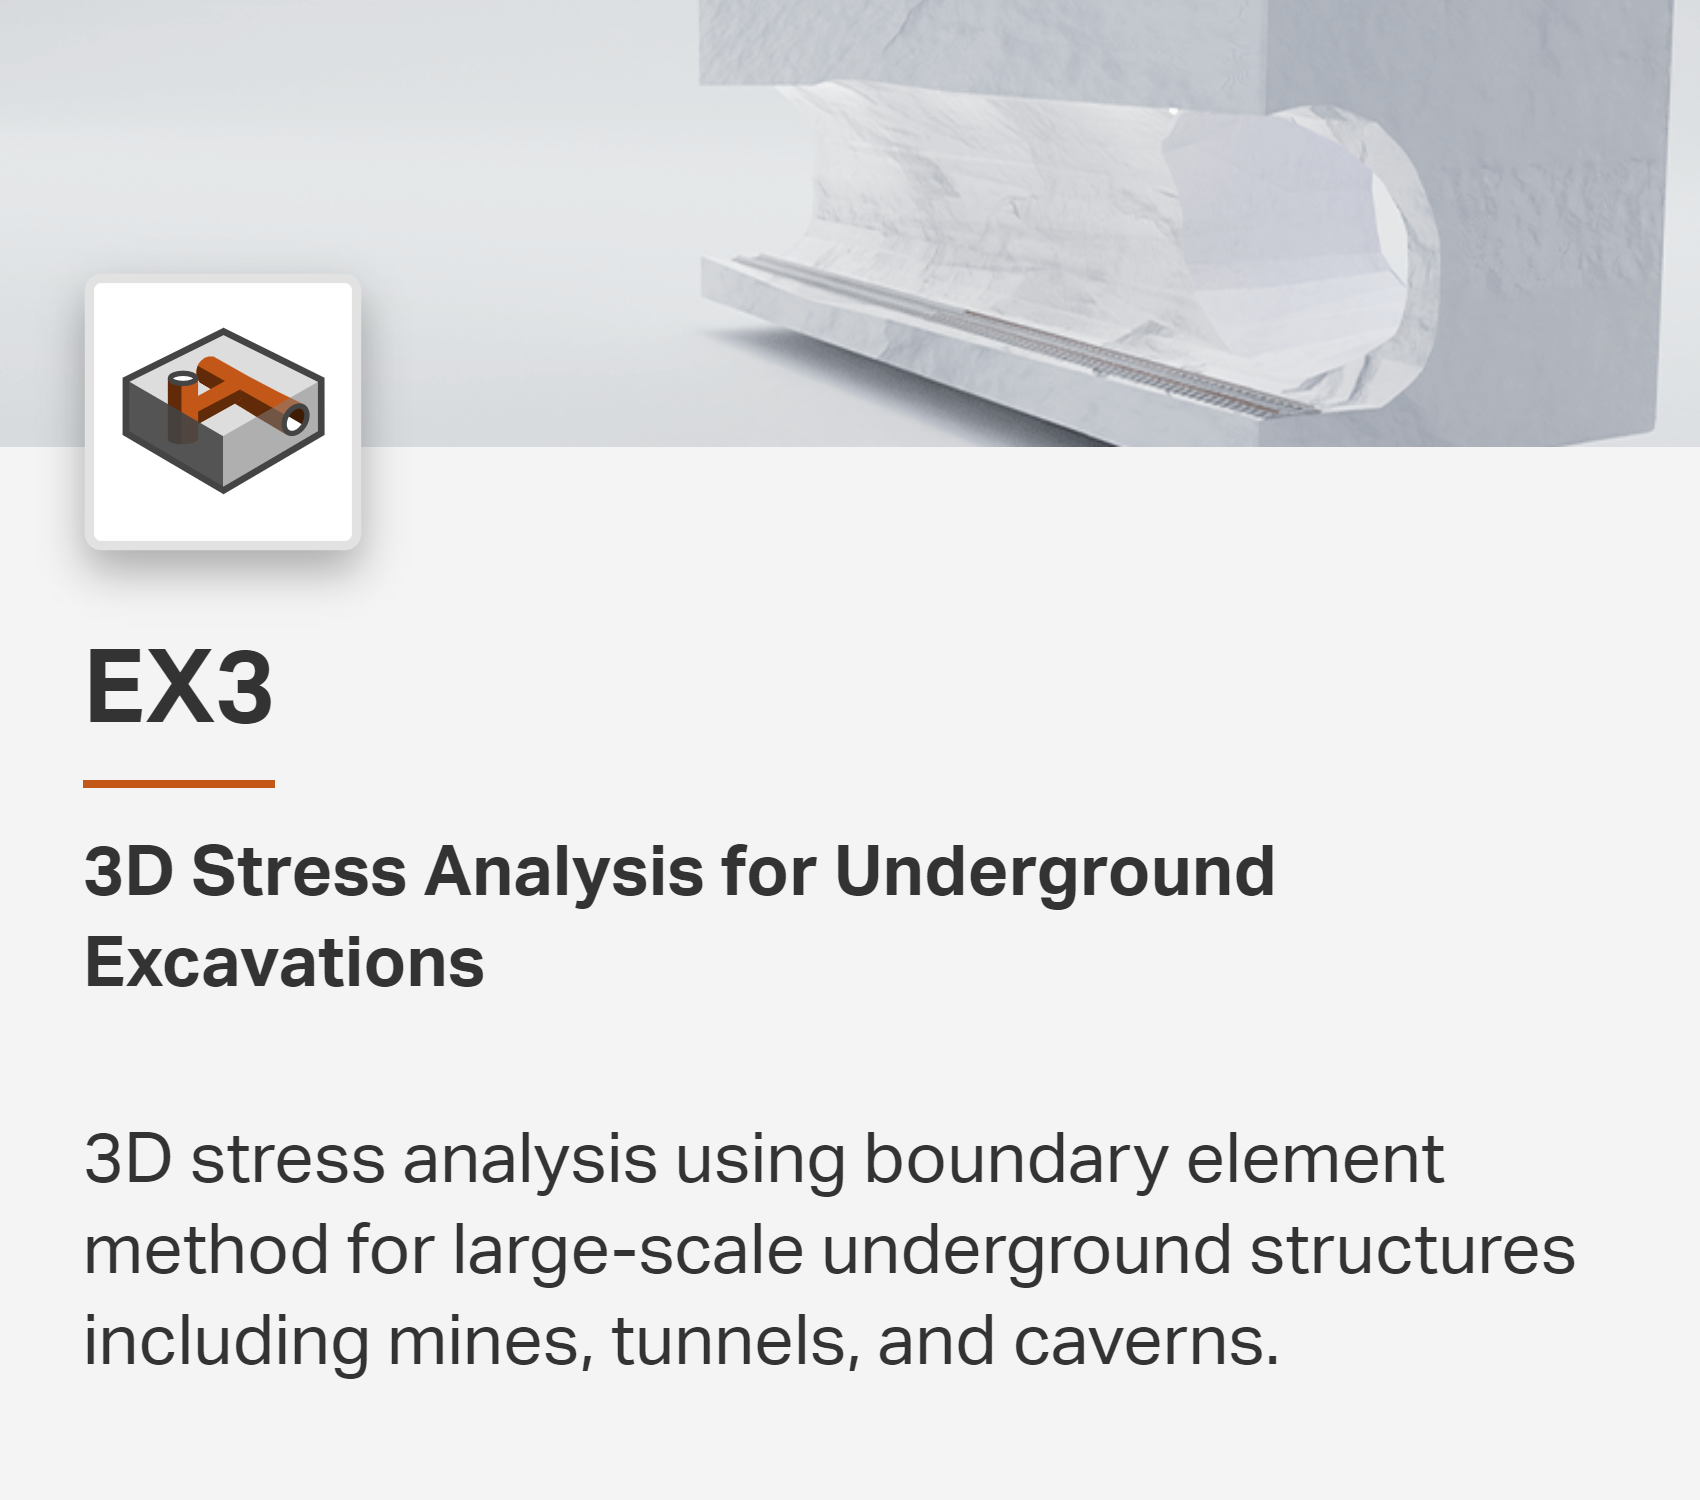 EX3
3D Stress Analysis for Underground
Excavations
3D stress analysis using boundary element
method for large-scale underground structures
including mines, tunnels, and caverns.